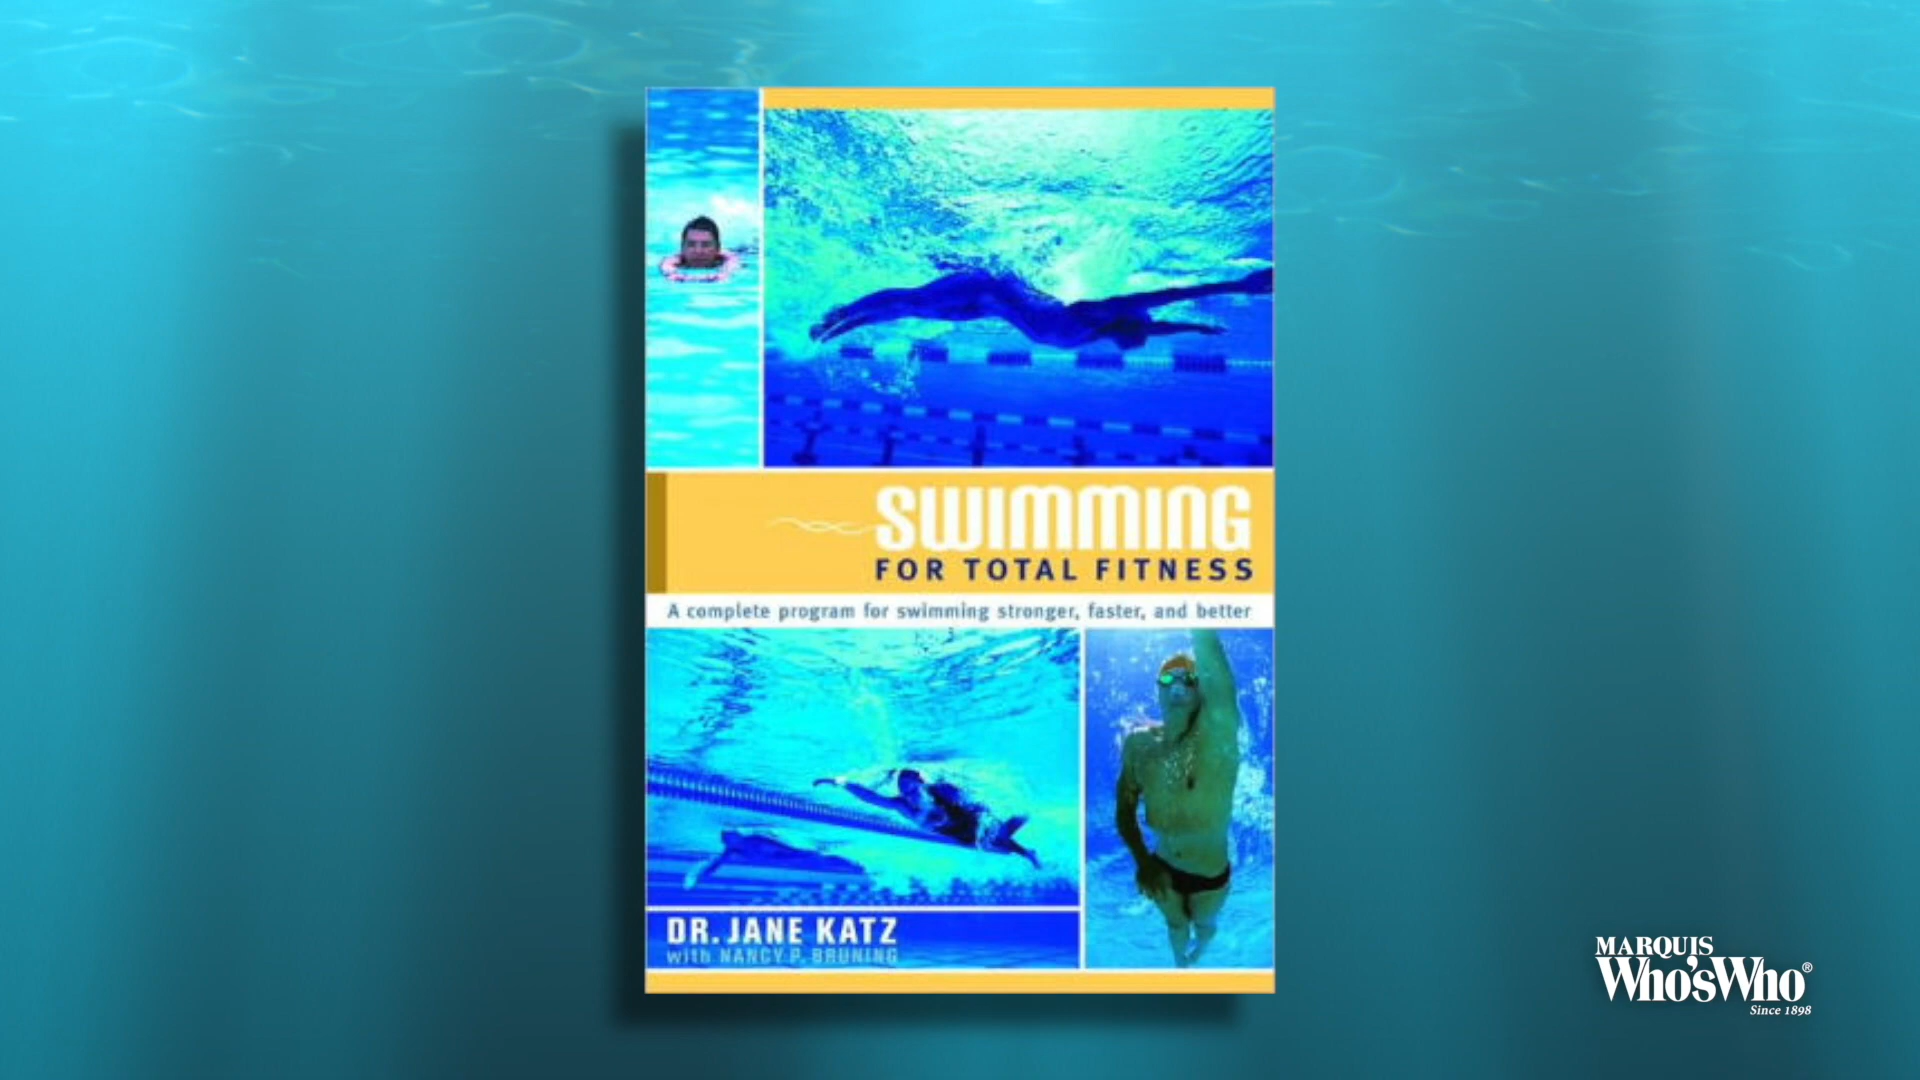 SWIMMING
FOR TOTAL FITNESS
A complete program for swimming stronger, faster, and better
DR. JANE KATZ
with NANCY P. BRUNING
MARQUIS
Who'sWho®
Since 1898